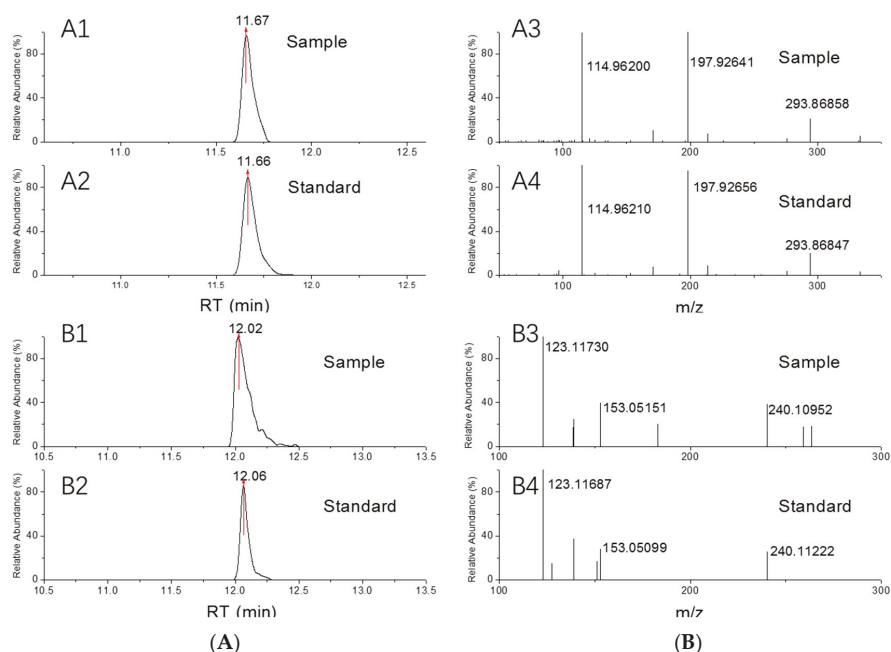 A1
11.67
Sample
Relative Abundance (%)
80
40
0
11.0 11.5 12.0 12.5
A2
11.66
Standard
Relative Abundance (%)
80
40
0
11.0 11.5 12.0 12.5
RT (min)
A3
114.96200
197.92641
Sample
293.86858
Relative Abundance (%)
80
40
0
100 200 300
A4
114.96210
197.92656
Standard
293.86847
Relative Abundance (%)
80
40
0
50 100 200 300
m/z
B1
12.02
Sample
Relative Abundance (%)
80
40
0
10.5 11.0 11.5 12.0 12.5 13.0 13.5
B2
12.06
Standard
Relative Abundance (%)
80
40
0
10.5 11.0 11.5 12.0 12.5 13.0 13.5
RT (min)
B3
123.11730
Sample
153.05151
240.10952
Relative Abundance (%)
80
40
0
100 200 300
B4
123.11687
Standard
153.05099
240.11222
Relative Abundance (%)
80
40
0
100 200 300
m/z
(A)
(B)